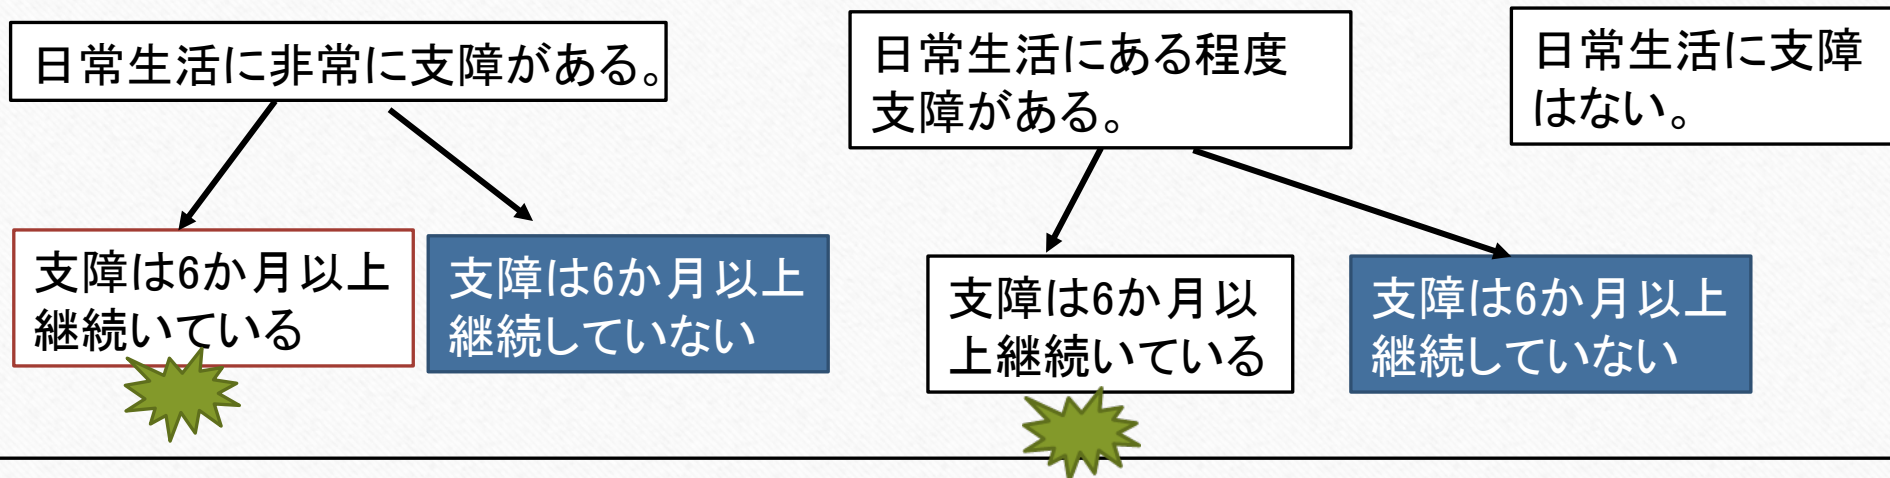 日常生活に非常に支障がある。
日常生活にある程度
支障がある。
日常生活に支障
はない。
支障は6か月以上
継続いている
支障は6か月以上
継続していない
支障は6か月以
上継続いている
支障は6か月以上
継続していない